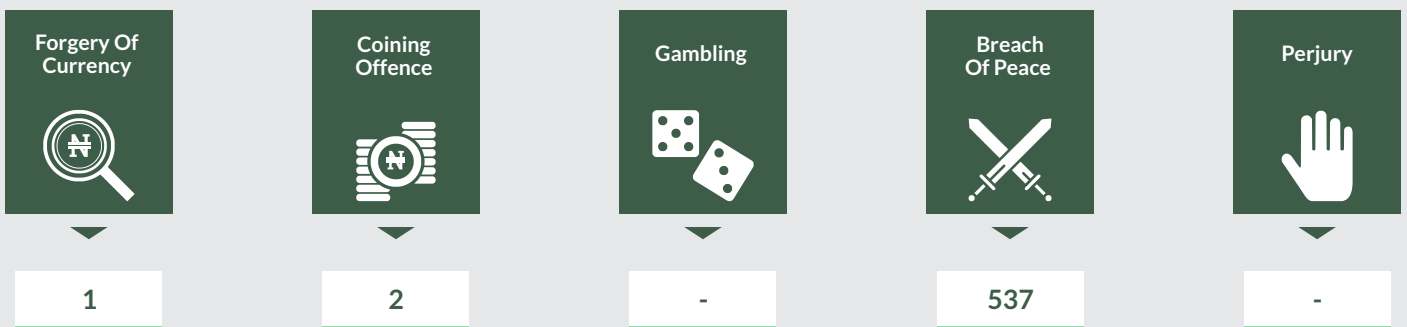 Forgery Of
Currency
Coining
Offence
Gambling
Breach
Of Peace
Perjury
₦
₦
1
2
-
537
-